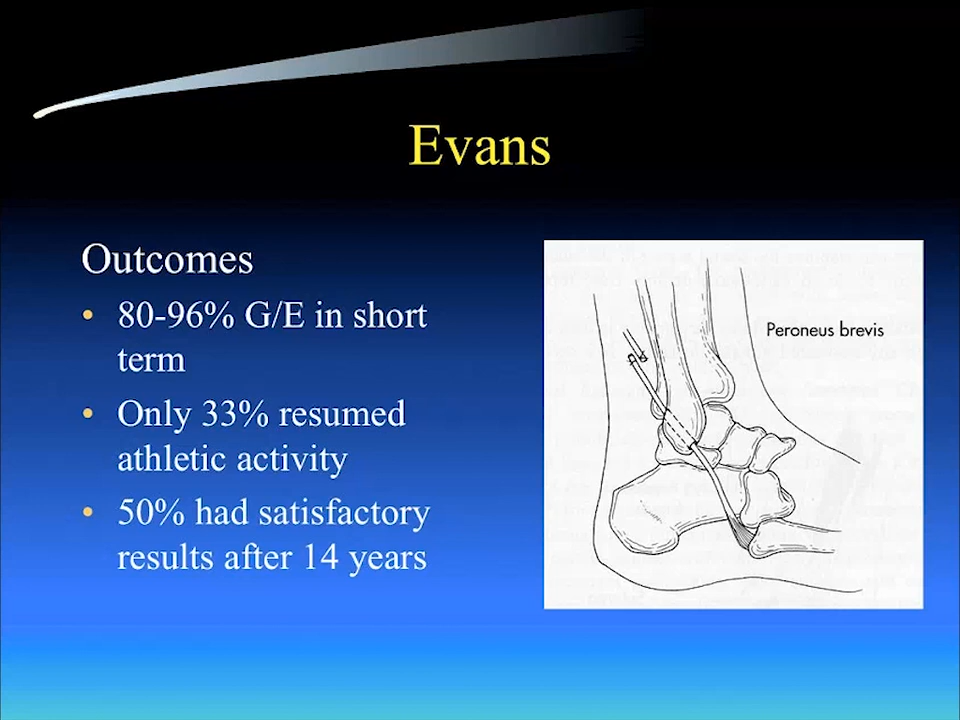 Evans
Outcomes
• 80-96% G/E in short
term
• Only 33% resumed
athletic activity
• 50% had satisfactory
results after 14 years
Peroneus brevis